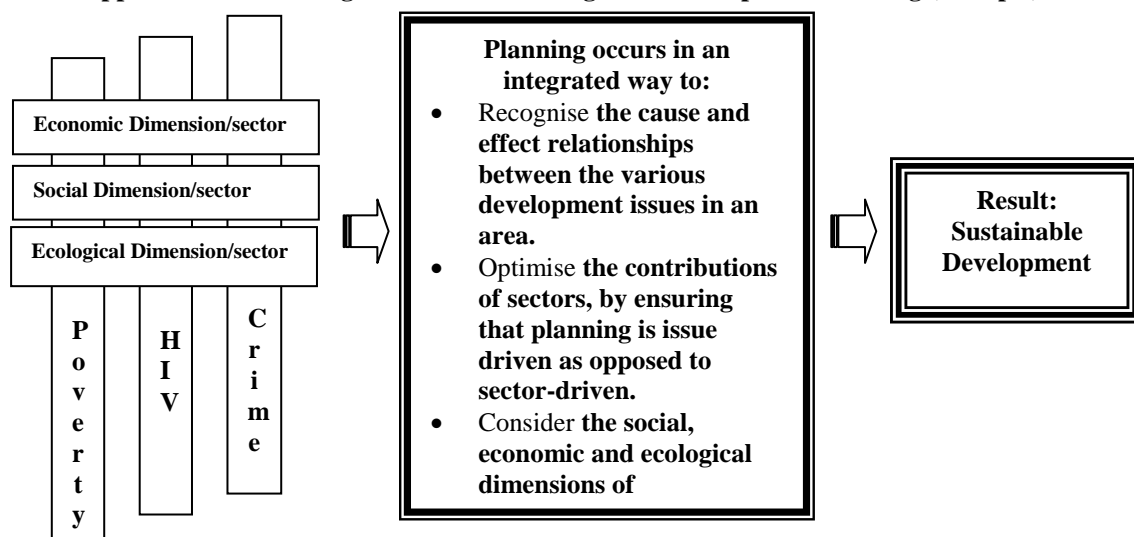 Economic Dimension/sector
Social Dimension/sector
Ecological Dimension/sector
Poverty
HIV
Crime
Planning occurs in an
integrated way to:
• Recognise the cause and
effect relationships
between the various
development issues in an
area.
• Optimise the contributions
of sectors, by ensuring
that planning is issue
driven as opposed to
sector-driven.
• Consider the social,
economic and ecological
dimensions of
Result:
Sustainable
Development